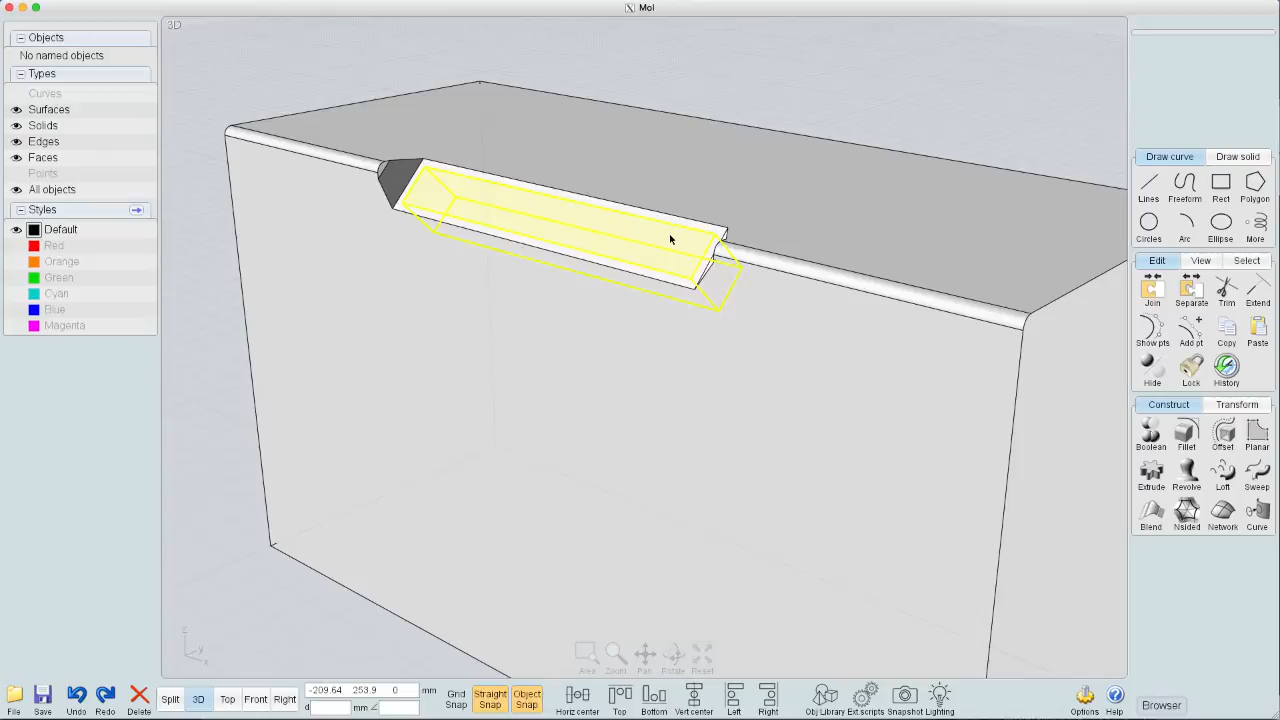 MoI
Objects
No named objects
Types
Curves
Surfaces
Solids
Edges
Faces
Points
All objects
Styles
Default
Red
Orange
Green
Cyan
Blue
Magenta
3D
z
y
x
Area Zoom Pan Rotate Reset
Draw curve Draw solid
Lines Freeform Rect Polygon
Circles Arc Ellipse More
Edit View Select
Join Separate Trim Extend
Show pts Add pt Copy Paste
Hide Lock History
Construct Transform
Boolean Fillet Offset Planar
Extrude Revolve Loft Sweep
Blend Nsided Network Curve
File Save Undo Redo Delete Split 3D Top Front Right
-209.64 253.9 0 mm
d mm
Grid Snap Straight Snap Object Snap
Horiz center Top Bottom Vert center Left Right
Obj Library Ext.scripts Snapshot Lighting
Browser
Options Help